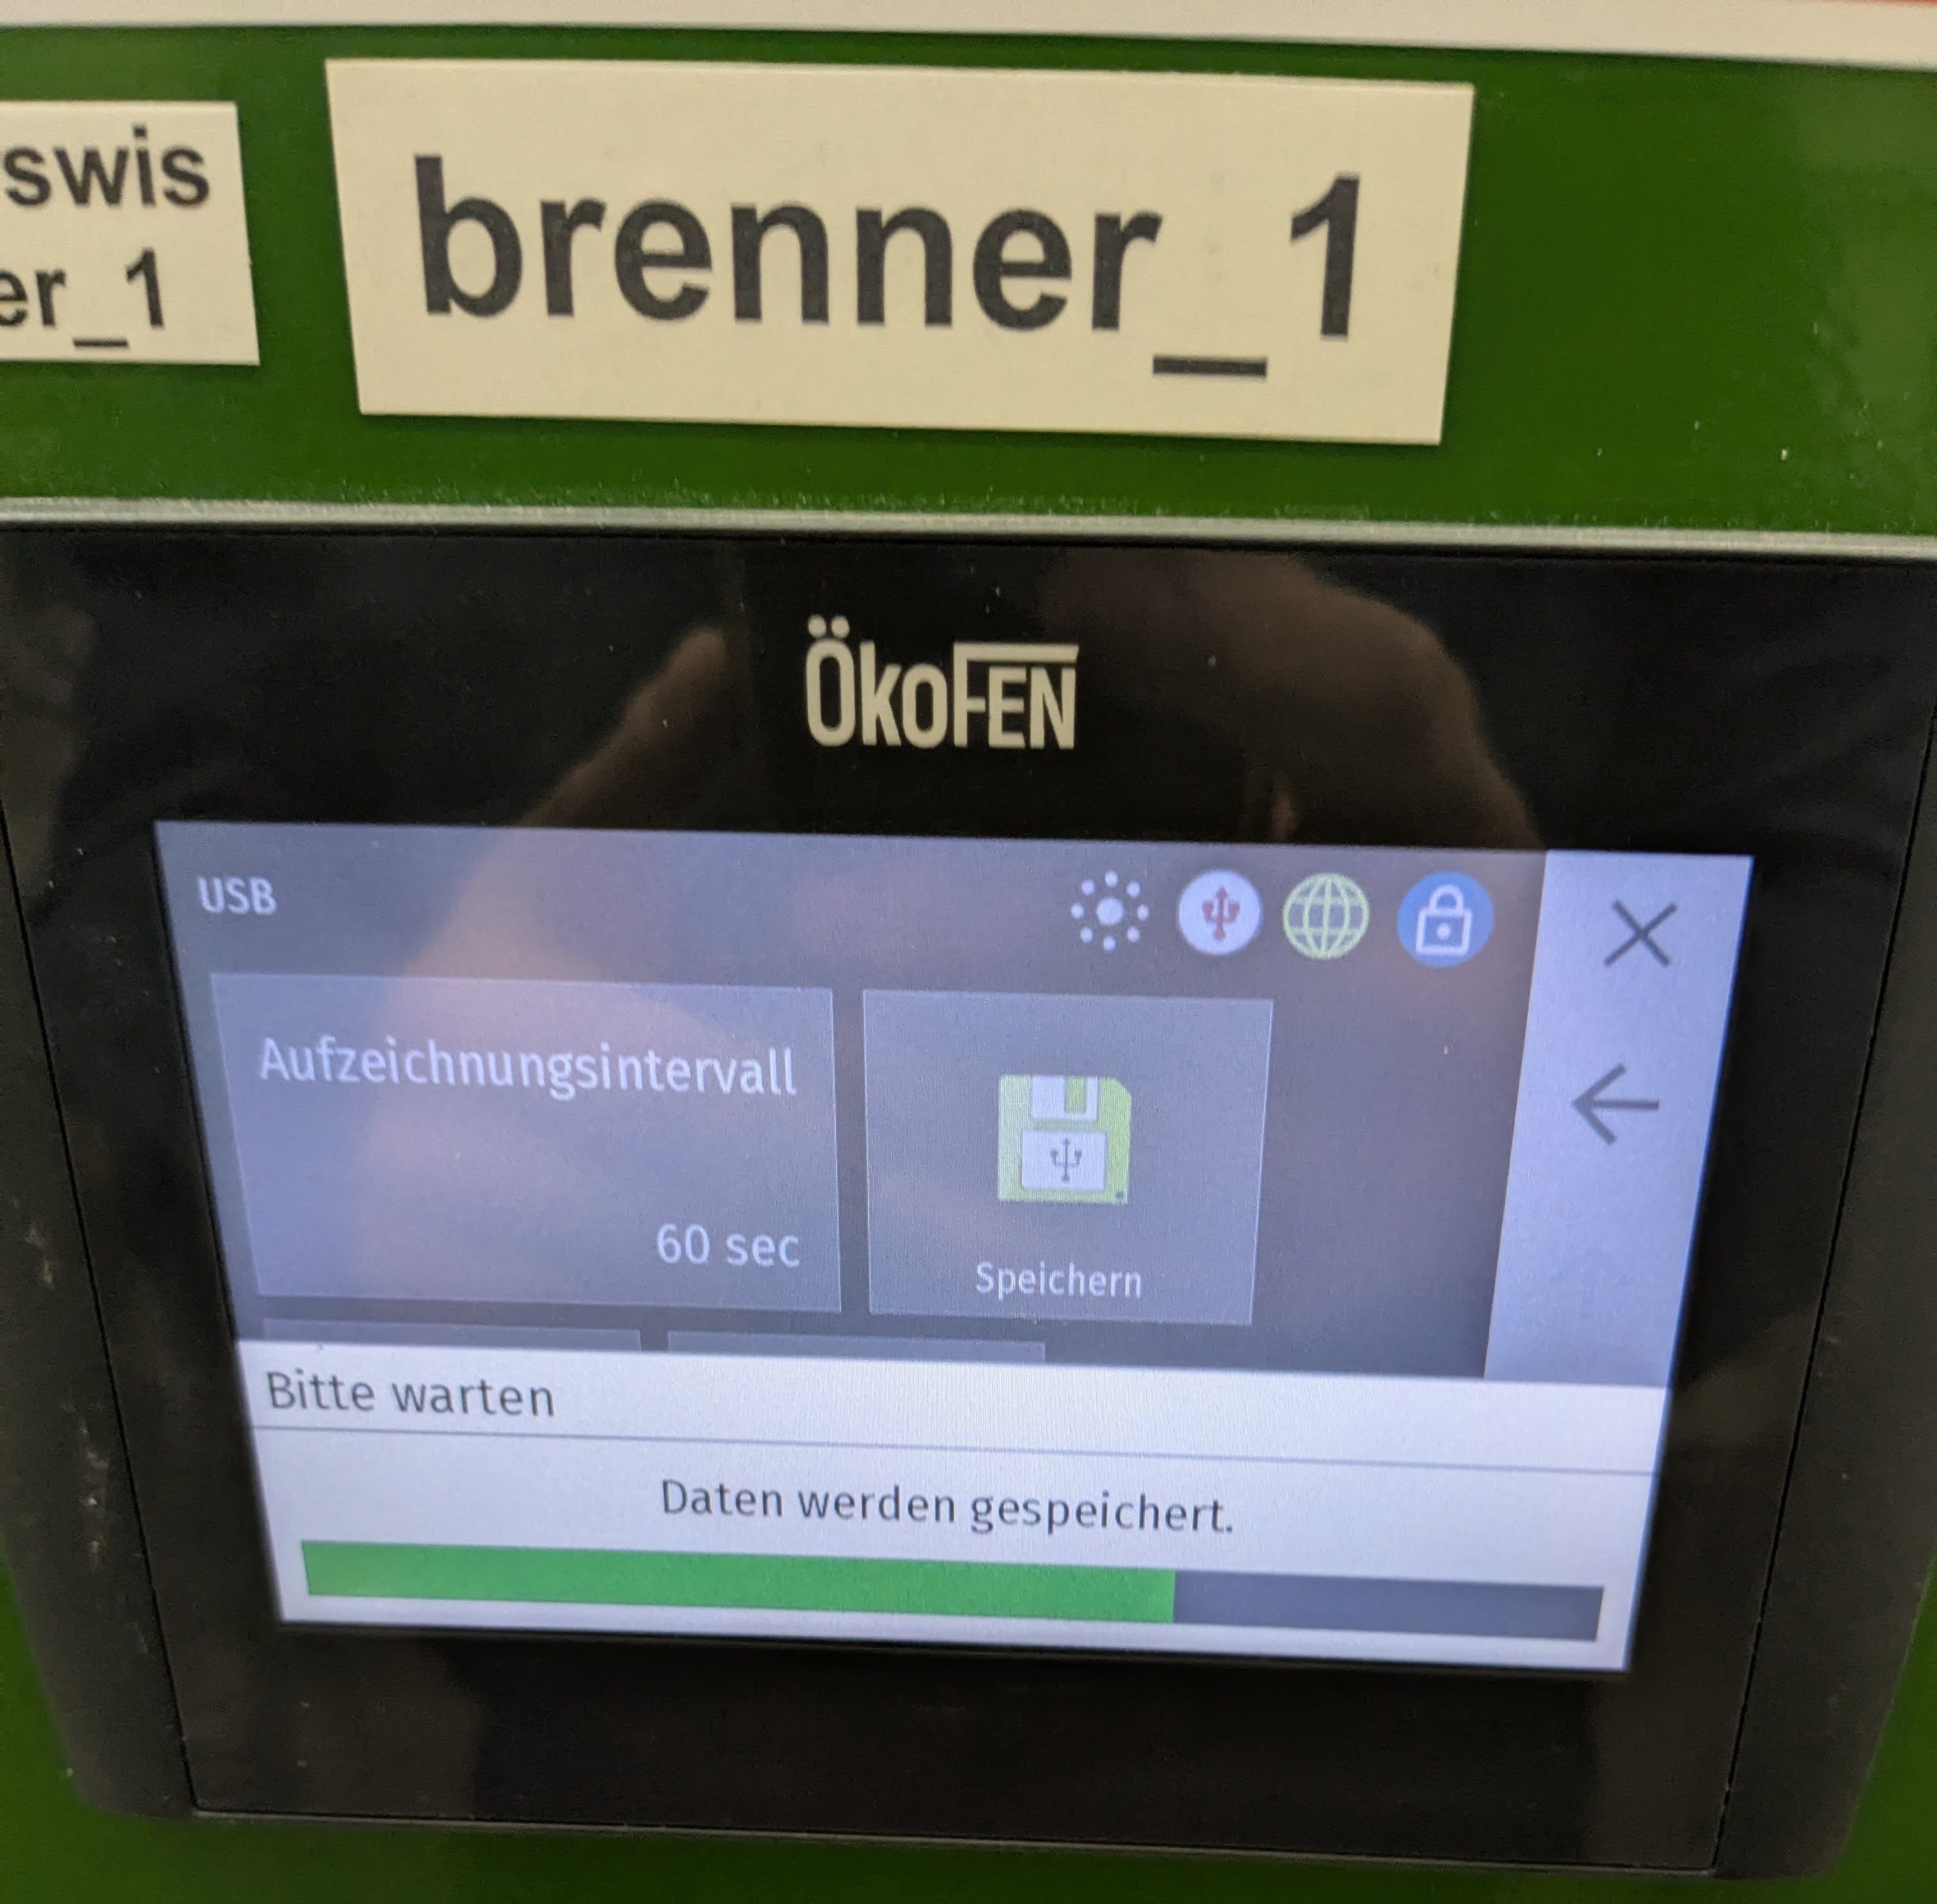 swis
er_1
brenner_1
ÖkoFEN
USB
Aufzeichnungsintervall
60 sec
Speichern
Bitte warten
Daten werden gespeichert.